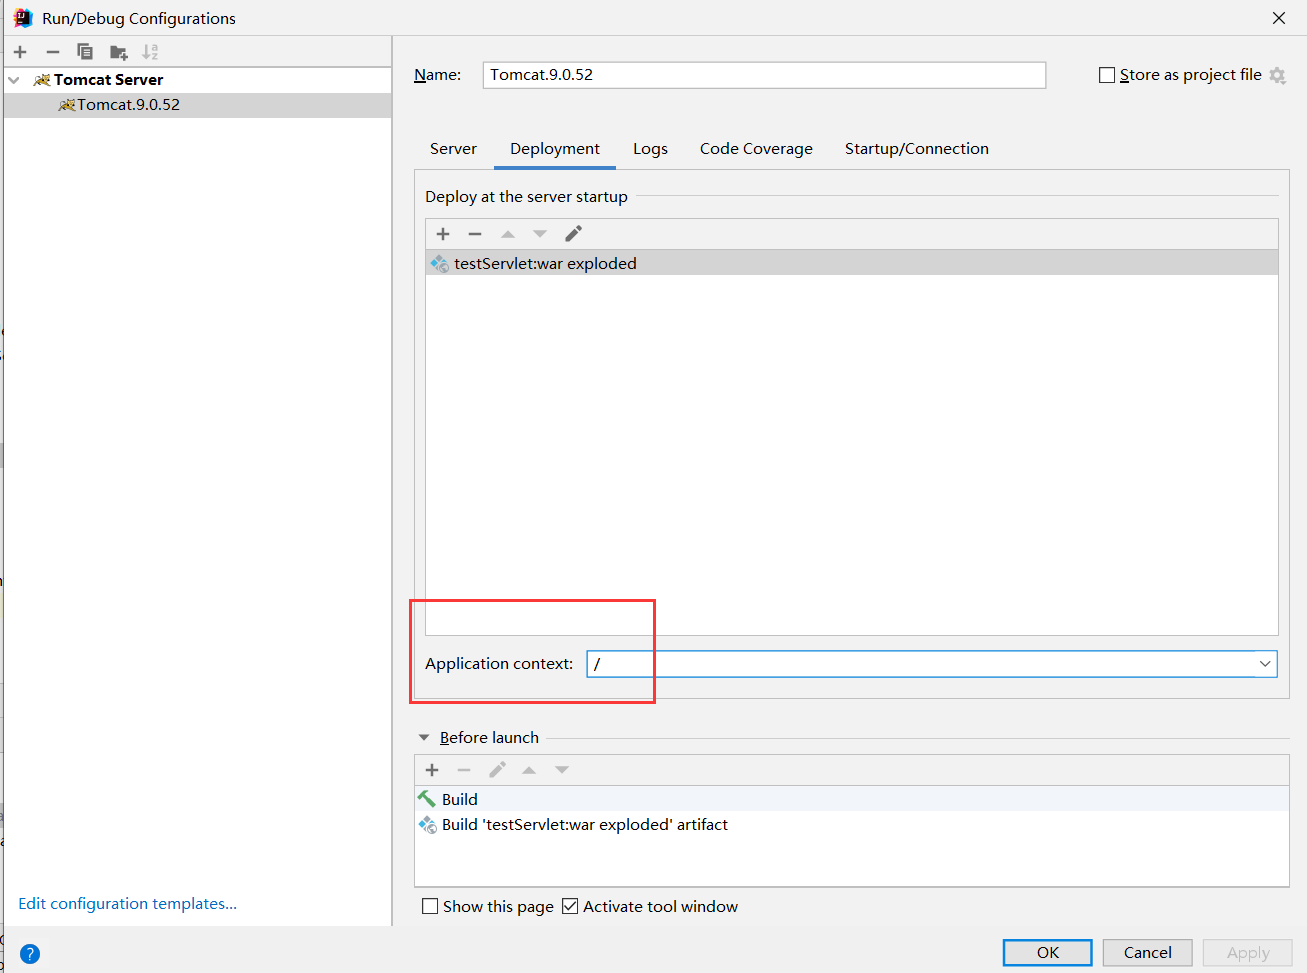 Run/Debug Configurations
Tomcat Server
Tomcat.9.0.52
Name: Tomcat.9.0.52 Store as project file
Server Deployment Logs Code Coverage Startup/Connection
Deploy at the server startup
testServlet:war exploded
Application context: /
Before launch
Build
Build 'testServlet:war exploded' artifact
Show this page Activate tool window
Edit configuration templates...
? OK Cancel Apply